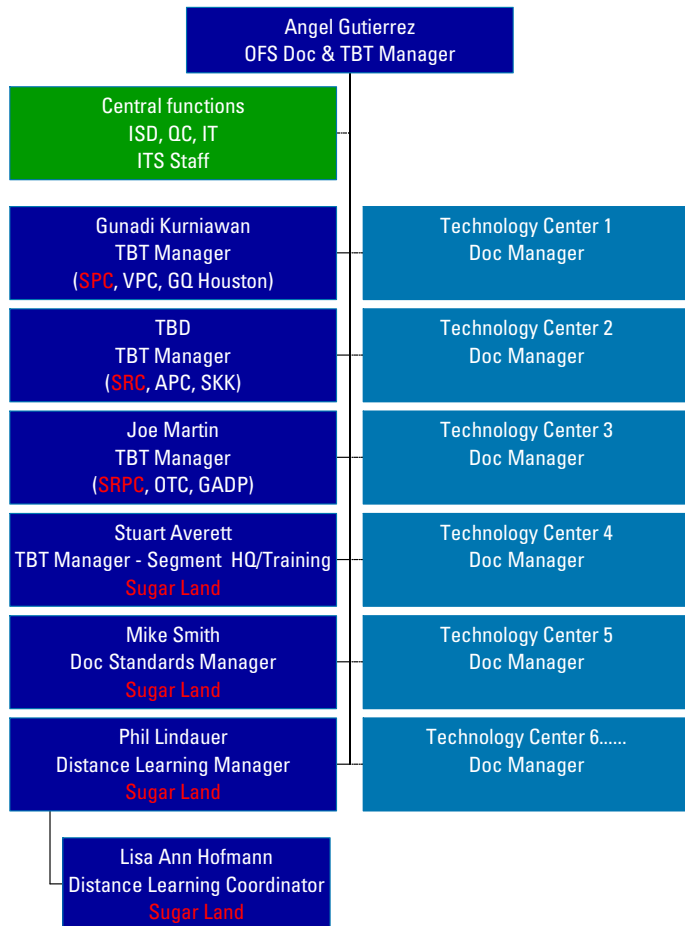 Angel Gutierrez
OFS Doc & TBT Manager
Central functions
ISD, QC, IT
ITS Staff
Gunadi Kurniawan
TBT Manager
(SPC, VPC, GQ Houston)
Technology Center 1
Doc Manager
TBD
TBT Manager
(SRC, APC, SKK)
Technology Center 2
Doc Manager
Joe Martin
TBT Manager
(SRPC, OTC, GADP)
Technology Center 3
Doc Manager
Stuart Averett
TBT Manager - Segment HQ/Training
Sugar Land
Technology Center 4
Doc Manager
Mike Smith
Doc Standards Manager
Sugar Land
Technology Center 5
Doc Manager
Phil Lindauer
Distance Learning Manager
Sugar Land
Technology Center 6......
Doc Manager
Lisa Ann Hofmann
Distance Learning Coordinator
Sugar Land